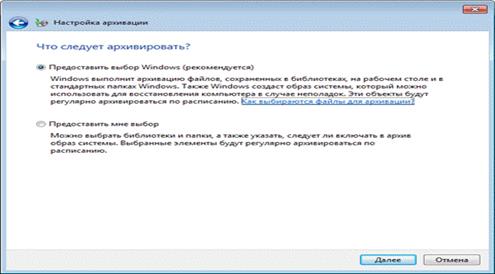 Настройка архивации
Что следует архивировать?
Предоставить выбор Windows (рекомендуется)
Windows выполнит архивацию файлов, сохраненных в библиотеках, на рабочем столе и в
стандартных папках Windows. Также Windows создаст образ системы, который можно
использовать для восстановления компьютера в случае неполадок. Эти объекты будут
регулярно архивироваться по расписанию. Как выбираются файлы для архивации?
Предоставить мне выбор
Можно выбрать библиотеки и папки, а также указать, следует ли включать в архив
образ системы. Выбранные элементы будут регулярно архивироваться по
расписанию.
Далее
Отмена